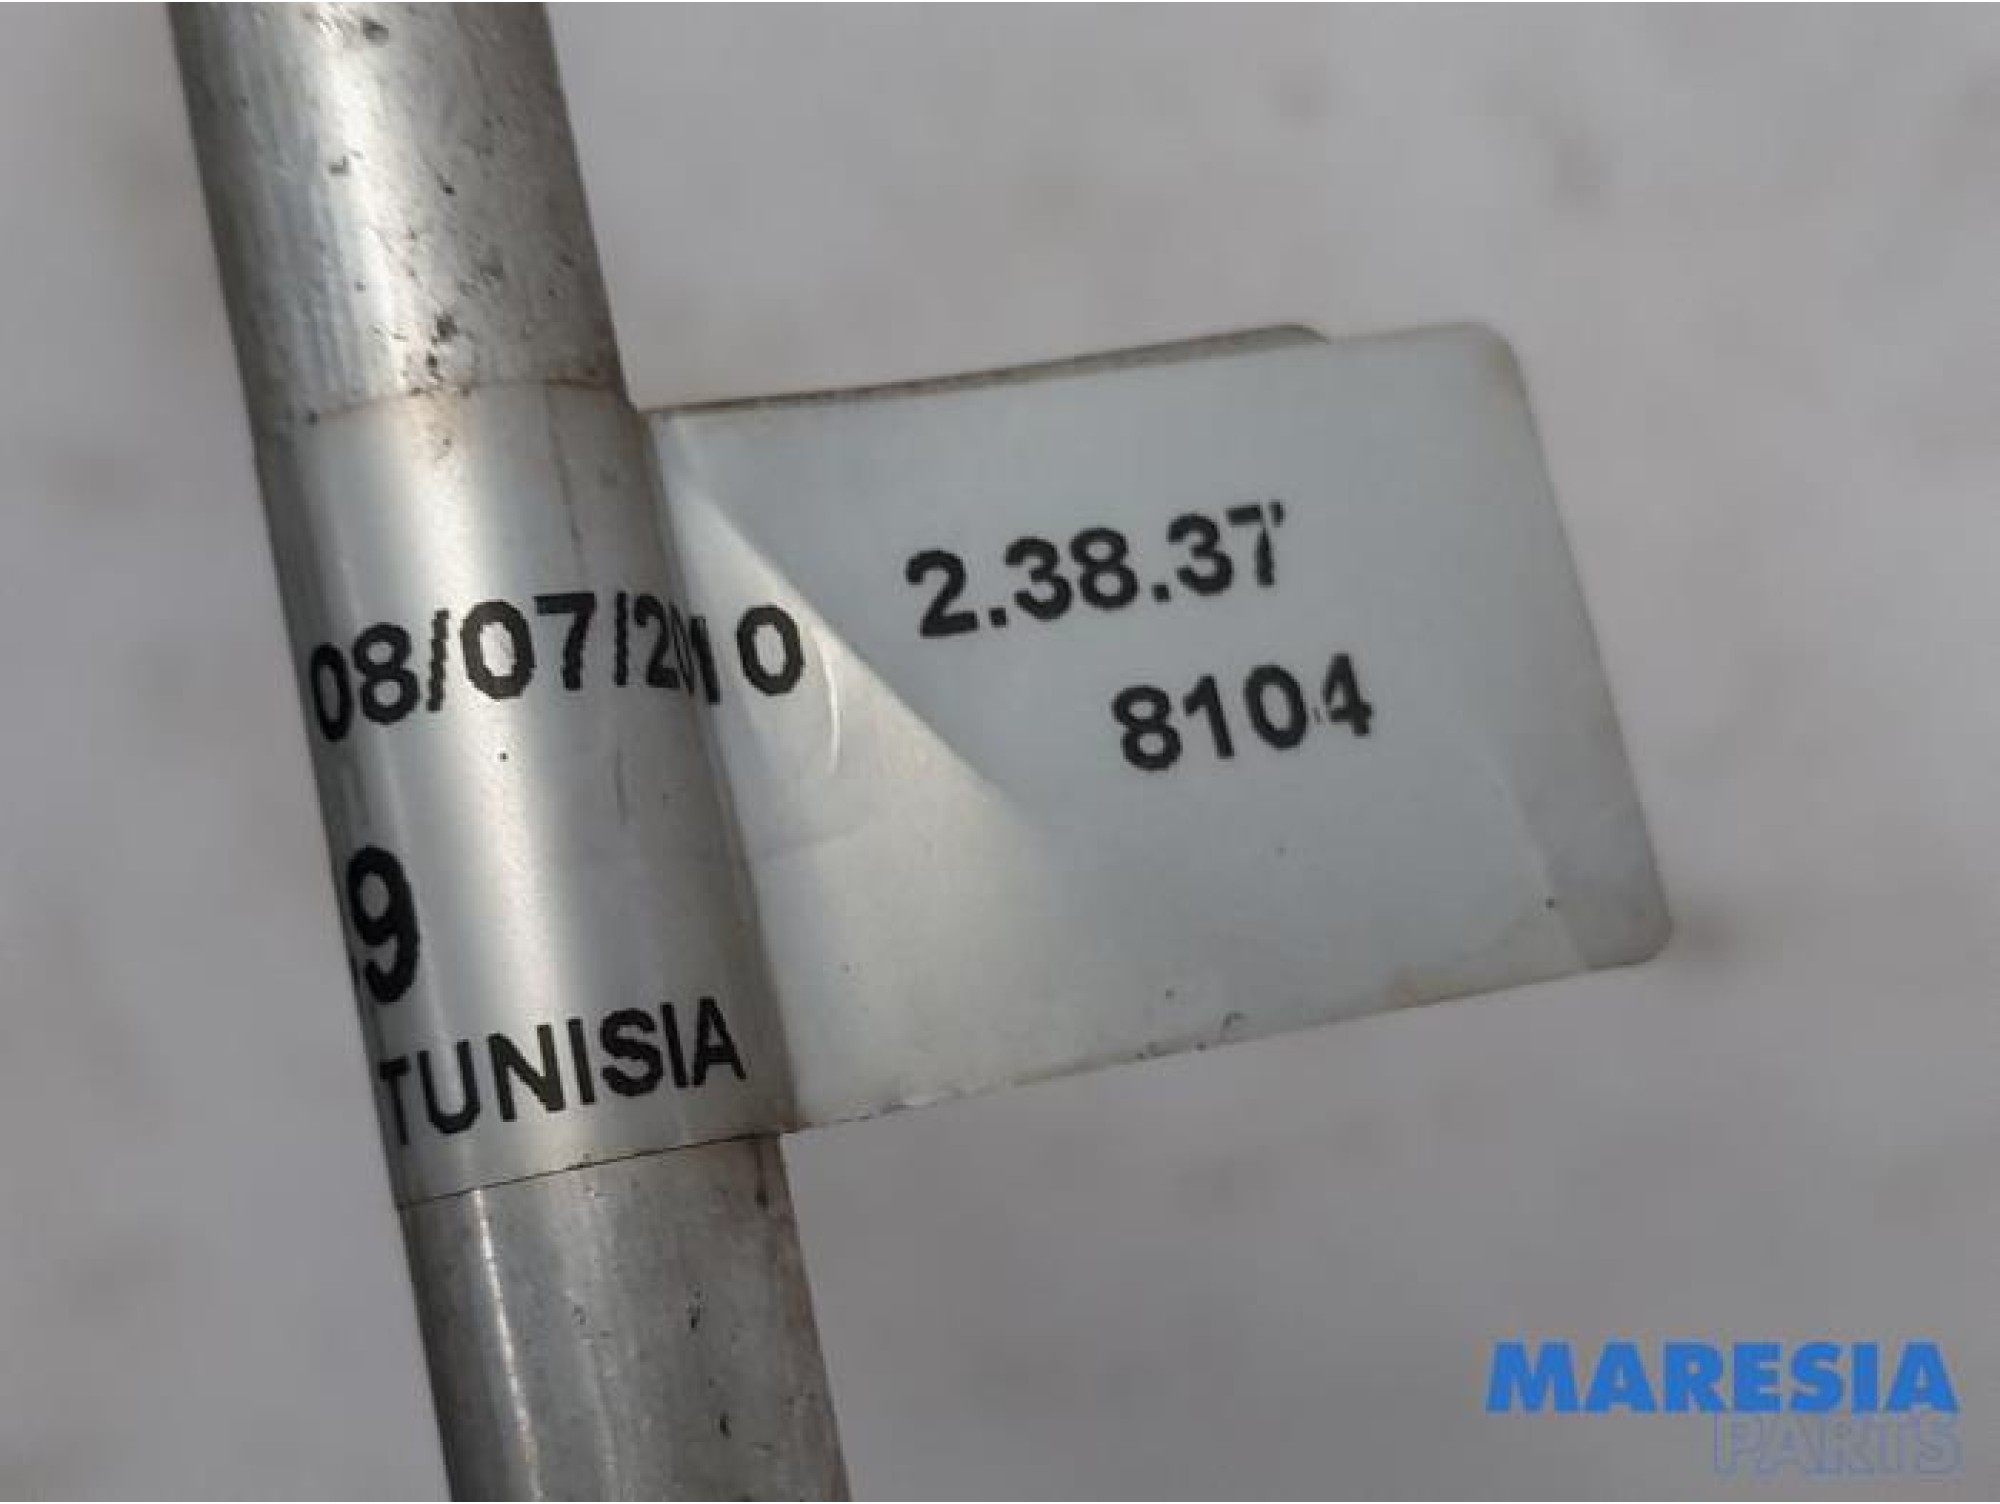 08/07/2010
2.38.37
8104
9
TUNISIA
MARESIA
PARTS